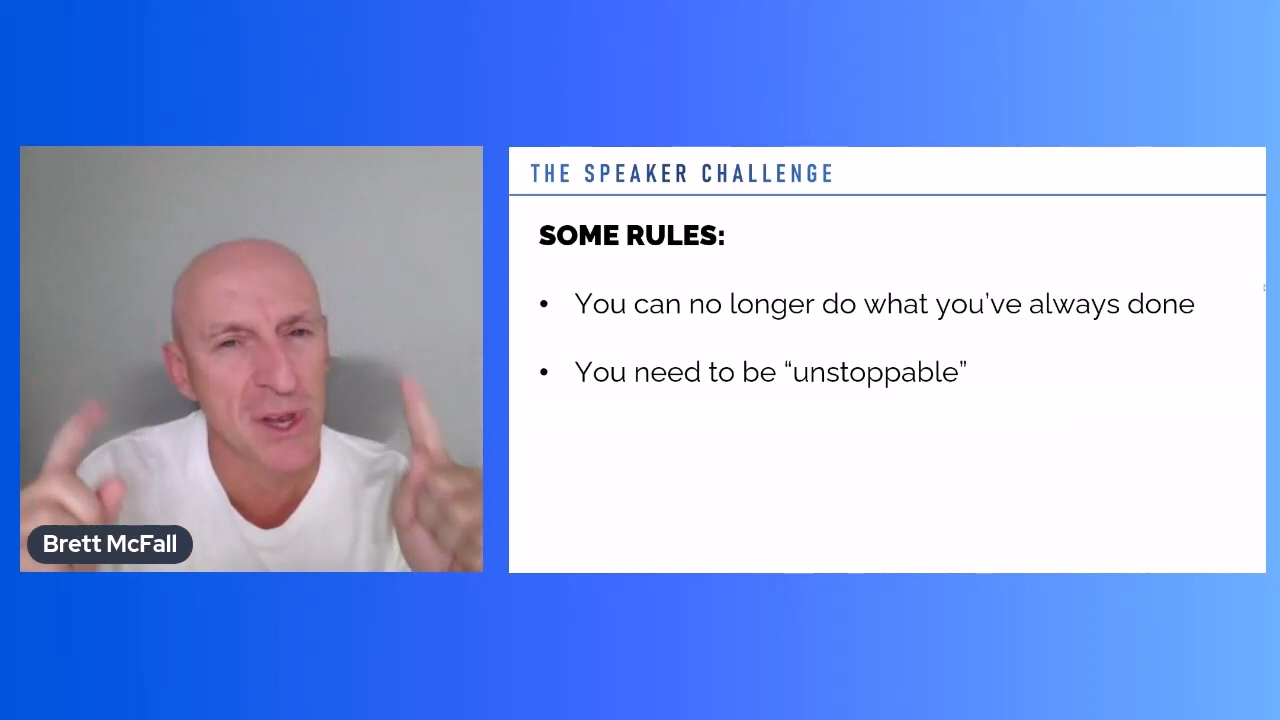 THE SPEAKER CHALLENGE
SOME RULES:
• You can no longer do what you’ve always done
• You need to be “unstoppable”
Brett McFall